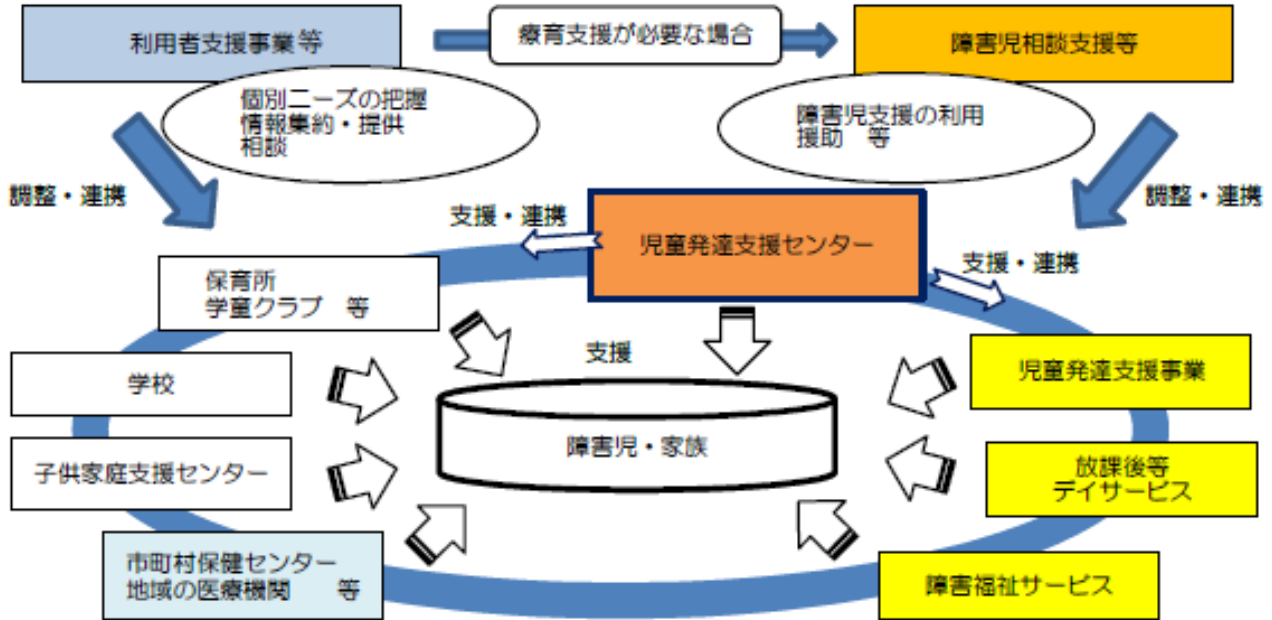 利用者支援事業等
療育支援が必要な場合
障害児相談支援等
個別ニーズの把握
情報集約・提供
相談
障害児支援の利用
援助　等
調整・連携
調整・連携
支援・連携
児童発達支援センター
支援・連携
保育所
学童クラブ　等
支援
学校
児童発達支援事業
障害児・家族
子供家庭支援センター
放課後等
デイサービス
市町村保健センター
地域の医療機関　　等
障害福祉サービス